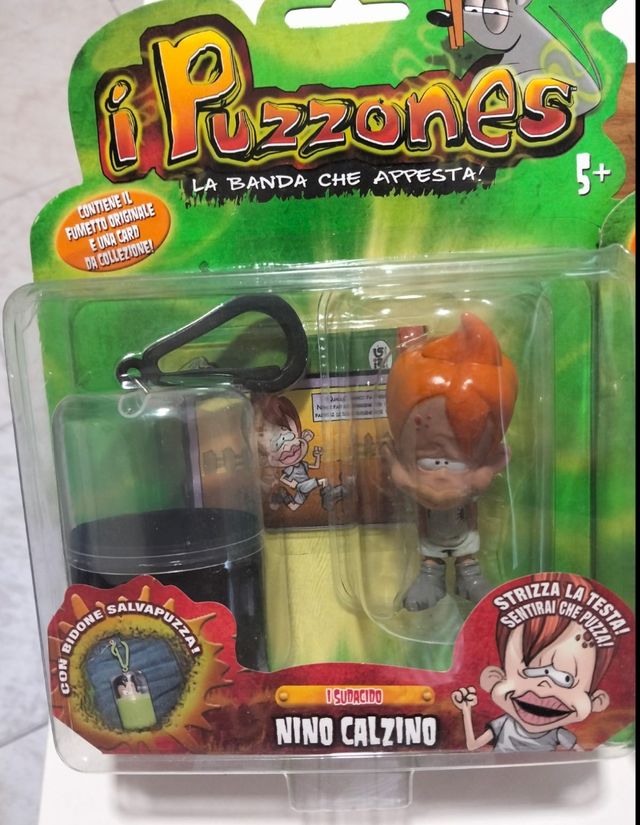 i Puzzones
LA BANDA CHE APPESTA!
5+
CONTIENE IL
FUMETTO ORIGINALE
E UNA CARD
DA COLLEZIONE!
CON BIDONE SALVAPUZZA!
STRIZZA LA TESTA!
SENTIRAI CHE PUZZA!
I SUDACIDO
NINO CALZINO